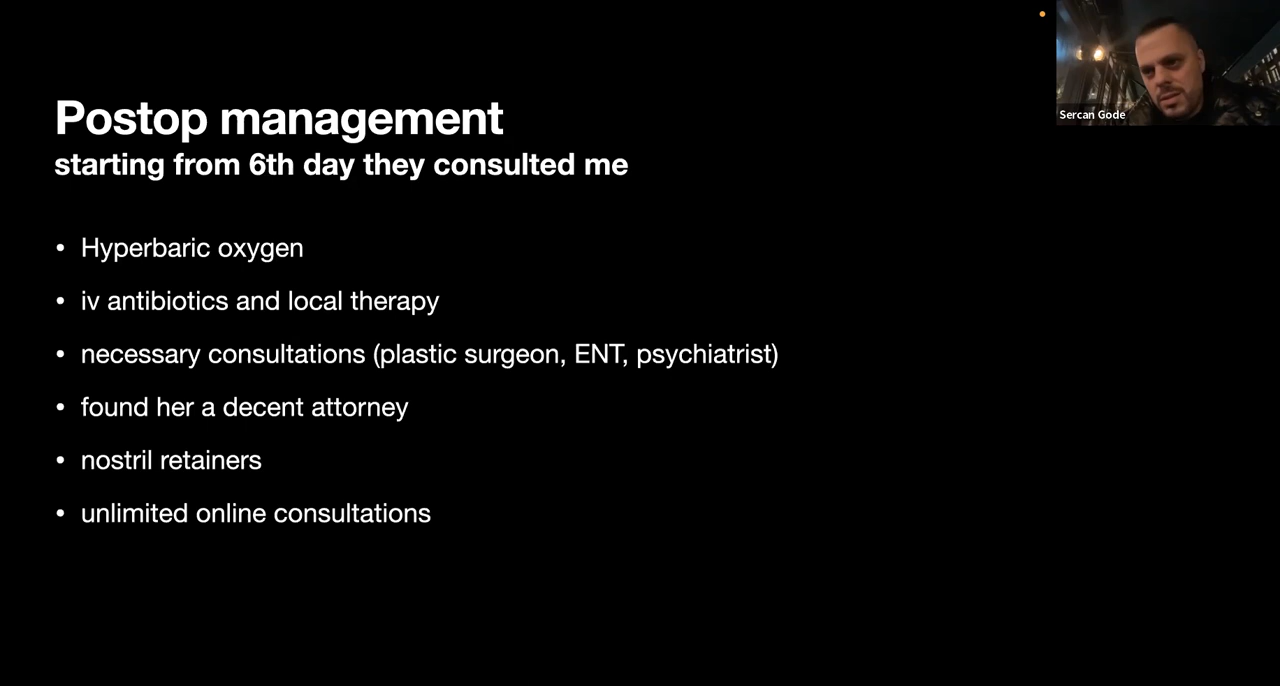 Postop management
starting from 6th day they consulted me
• Hyperbaric oxygen
• iv antibiotics and local therapy
• necessary consultations (plastic surgeon, ENT, psychiatrist)
• found her a decent attorney
• nostril retainers
• unlimited online consultations
Sercan Gode